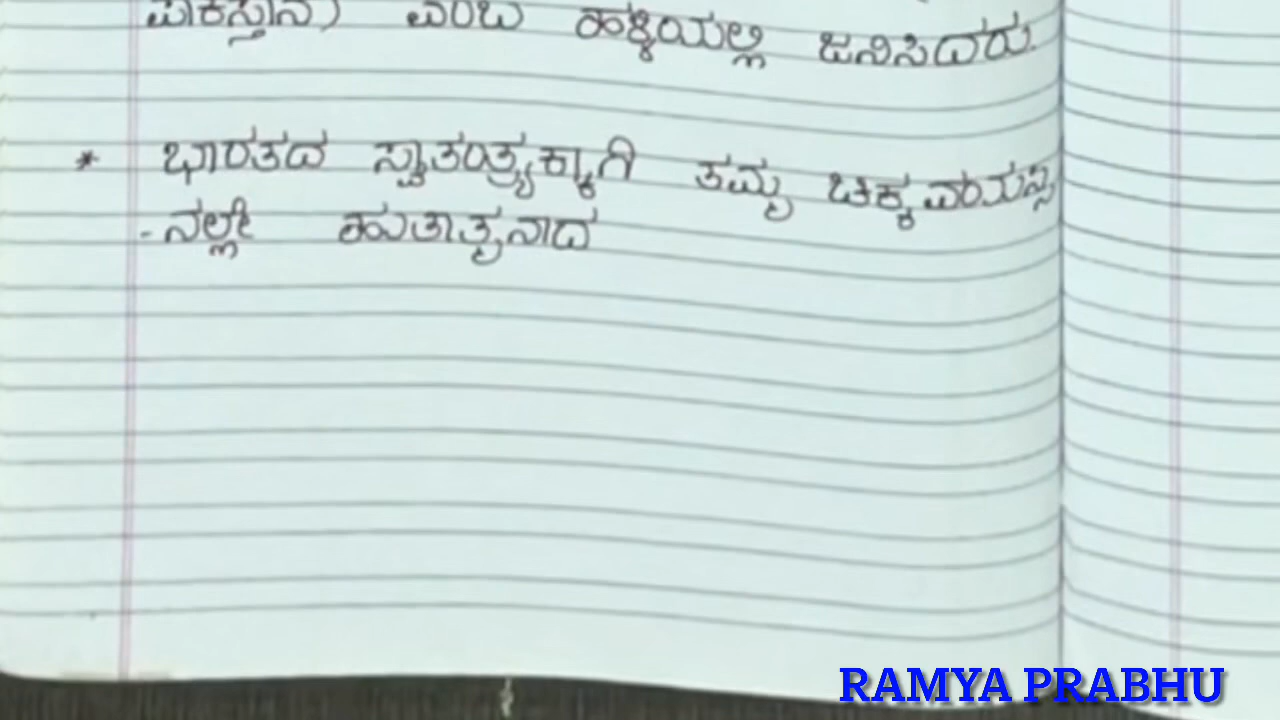 ಪಾಕಿಸ್ತಾನ) ಎಂಬ ಹಳ್ಳಿಯಲ್ಲಿ ಜನಿಸಿದರು.
* ಭಾರತದ ಸ್ವಾತಂತ್ರ್ಯಕ್ಕಾಗಿ ತಮ್ಮ ಚಿಕ್ಕವಯಸ್ಸಿ
- ನಲ್ಲೇ ಹುತಾತ್ಮನಾದ
RAMYA PRABHU